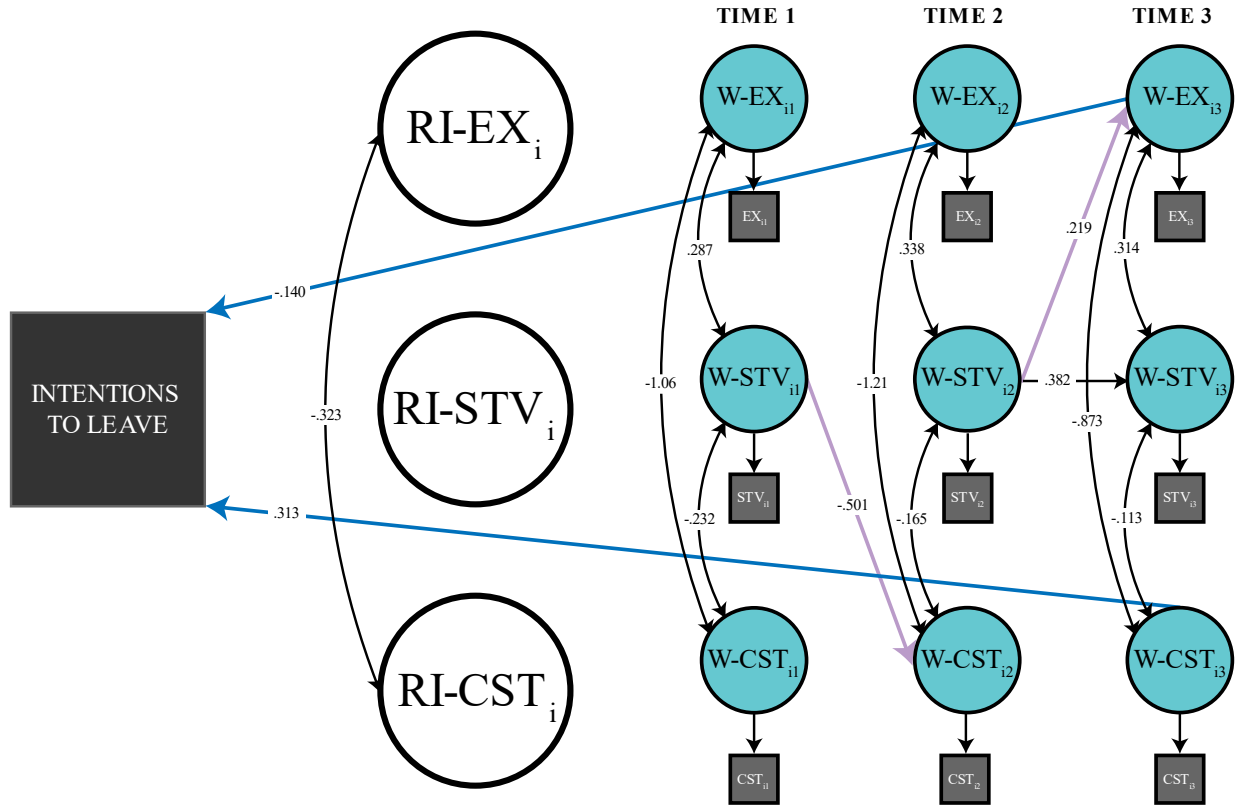 TIME 1
TIME 2
TIME 3
RI-EXi
W-EXi1
W-EXi2
W-EXi3
EXi1
EXi2
EXi3
.219
.287
.338
.314
-.140
INTENTIONS
TO LEAVE
RI-STVi
-.323
W-STVi1
-1.06
W-STVi2
-1.21
.382
W-STVi3
-.873
STVi1
STVi2
STVi3
.313
-.232
-.501
-.165
-.113
RI-CSTi
W-CSTi1
W-CSTi2
W-CSTi3
CSTi1
CSTi2
CSTi3